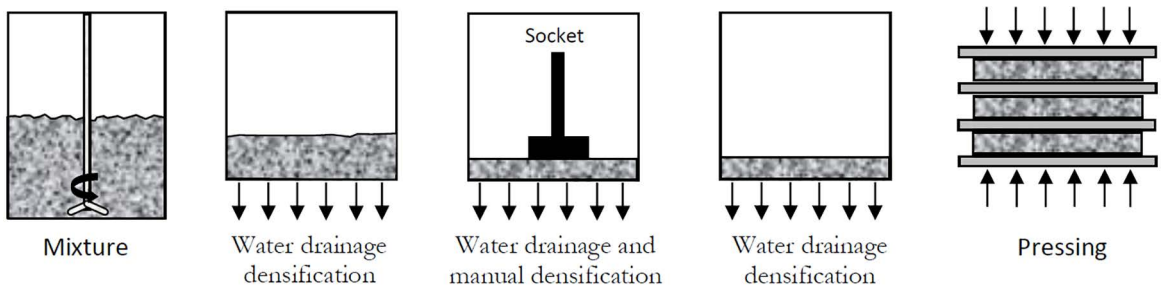 Socket
Mixture
Water drainage
densification
Water drainage and
manual densification
Water drainage
densification
Pressing